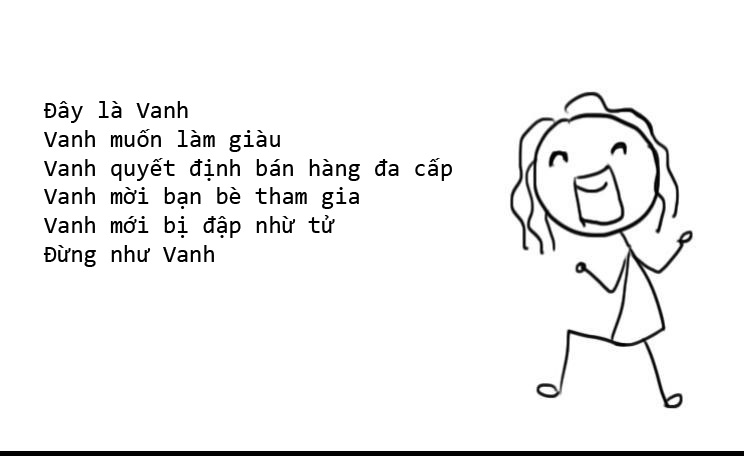 Đây là Vanh
Vanh muốn làm giàu
Vanh quyết định bán hàng đa cấp
Vanh mời bạn bè tham gia
Vanh mới bị đập nhừ tử
Đừng như Vanh